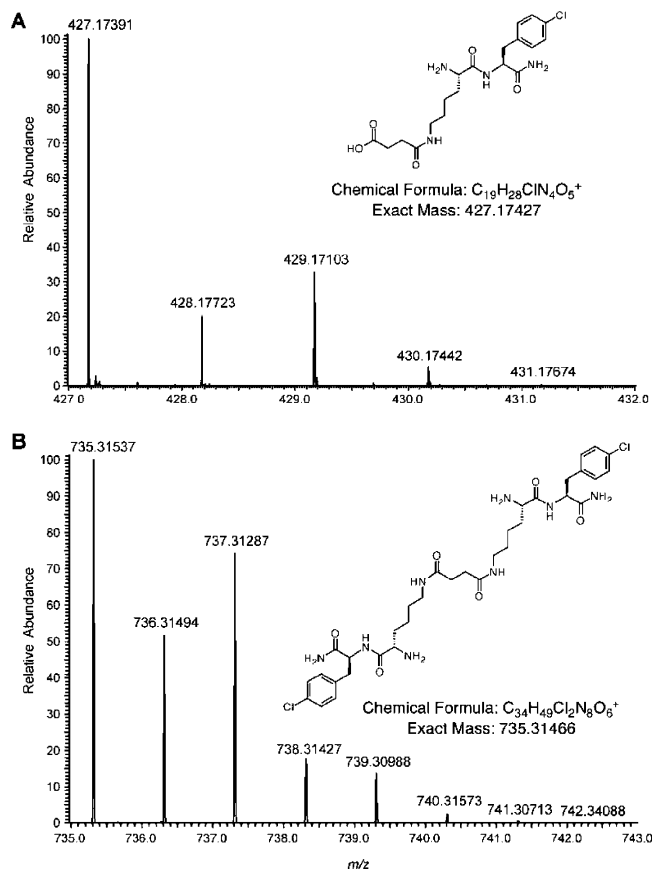 A
427.17391
100
90
80
70
60
50
40
30
20
10
0
Relative Abundance
428.17723
429.17103
430.17442
431.17674
427.0
428.0
429.0
430.0
431.0
432.0
Cl
O
H2N
NH
NH2
O
O
HO
NH
O
Chemical Formula: C19H28ClN4O5+
Exact Mass: 427.17427
B
735.31537
100
90
80
70
60
50
40
30
20
10
0
Relative Abundance
736.31494
737.31287
738.31427
739.30988
740.31573
741.30713
742.34088
735.0
736.0
737.0
738.0
739.0
740.0
741.0
742.0
743.0
m/z
Cl
O
H2N
NH
NH2
O
O
NH
NH
O
O
H
N
H2N
O
NH2
Cl
Chemical Formula: C34H49Cl2N8O6+
Exact Mass: 735.31466